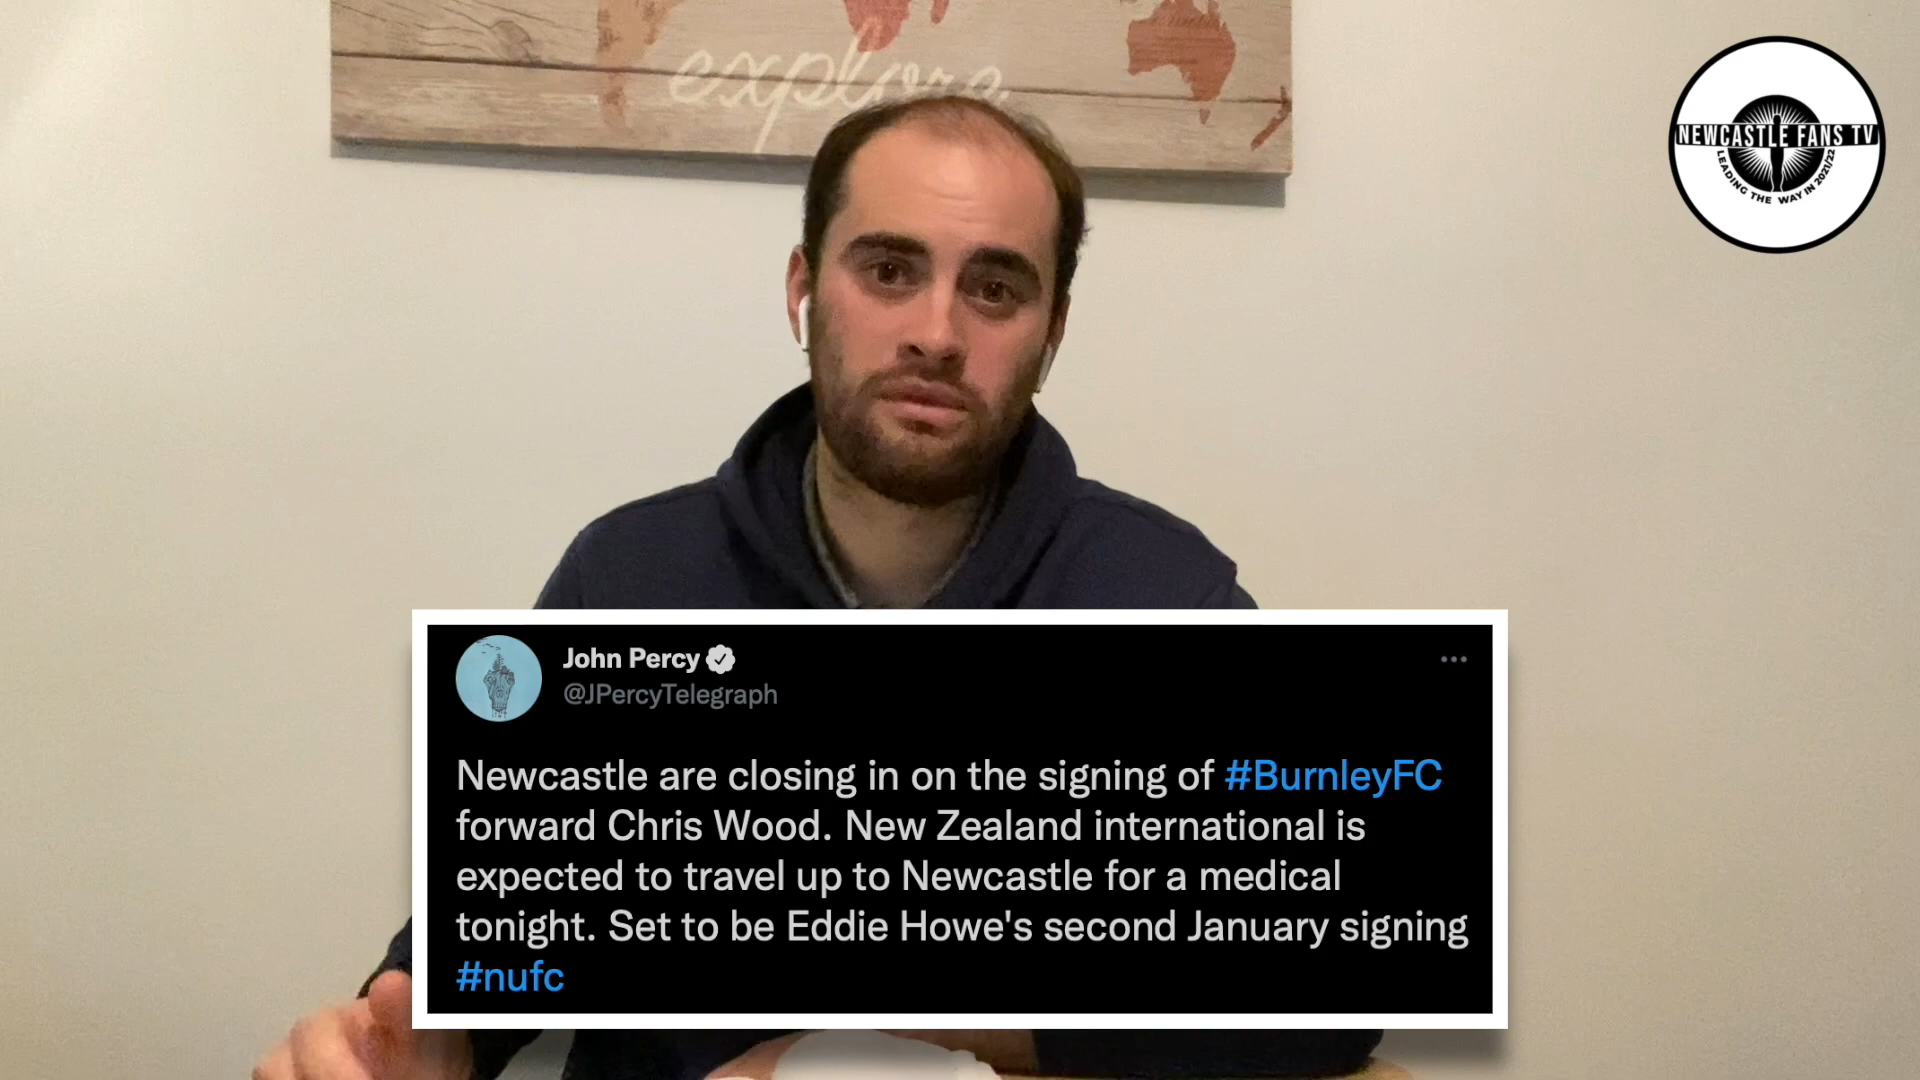 explore
NEWCASTLE FANS TV
LEADING THE WAY IN 2021/22
John Percy
@JPercyTelegraph
Newcastle are closing in on the signing of #BurnleyFC
forward Chris Wood. New Zealand international is
expected to travel up to Newcastle for a medical
tonight. Set to be Eddie Howe's second January signing
#nufc